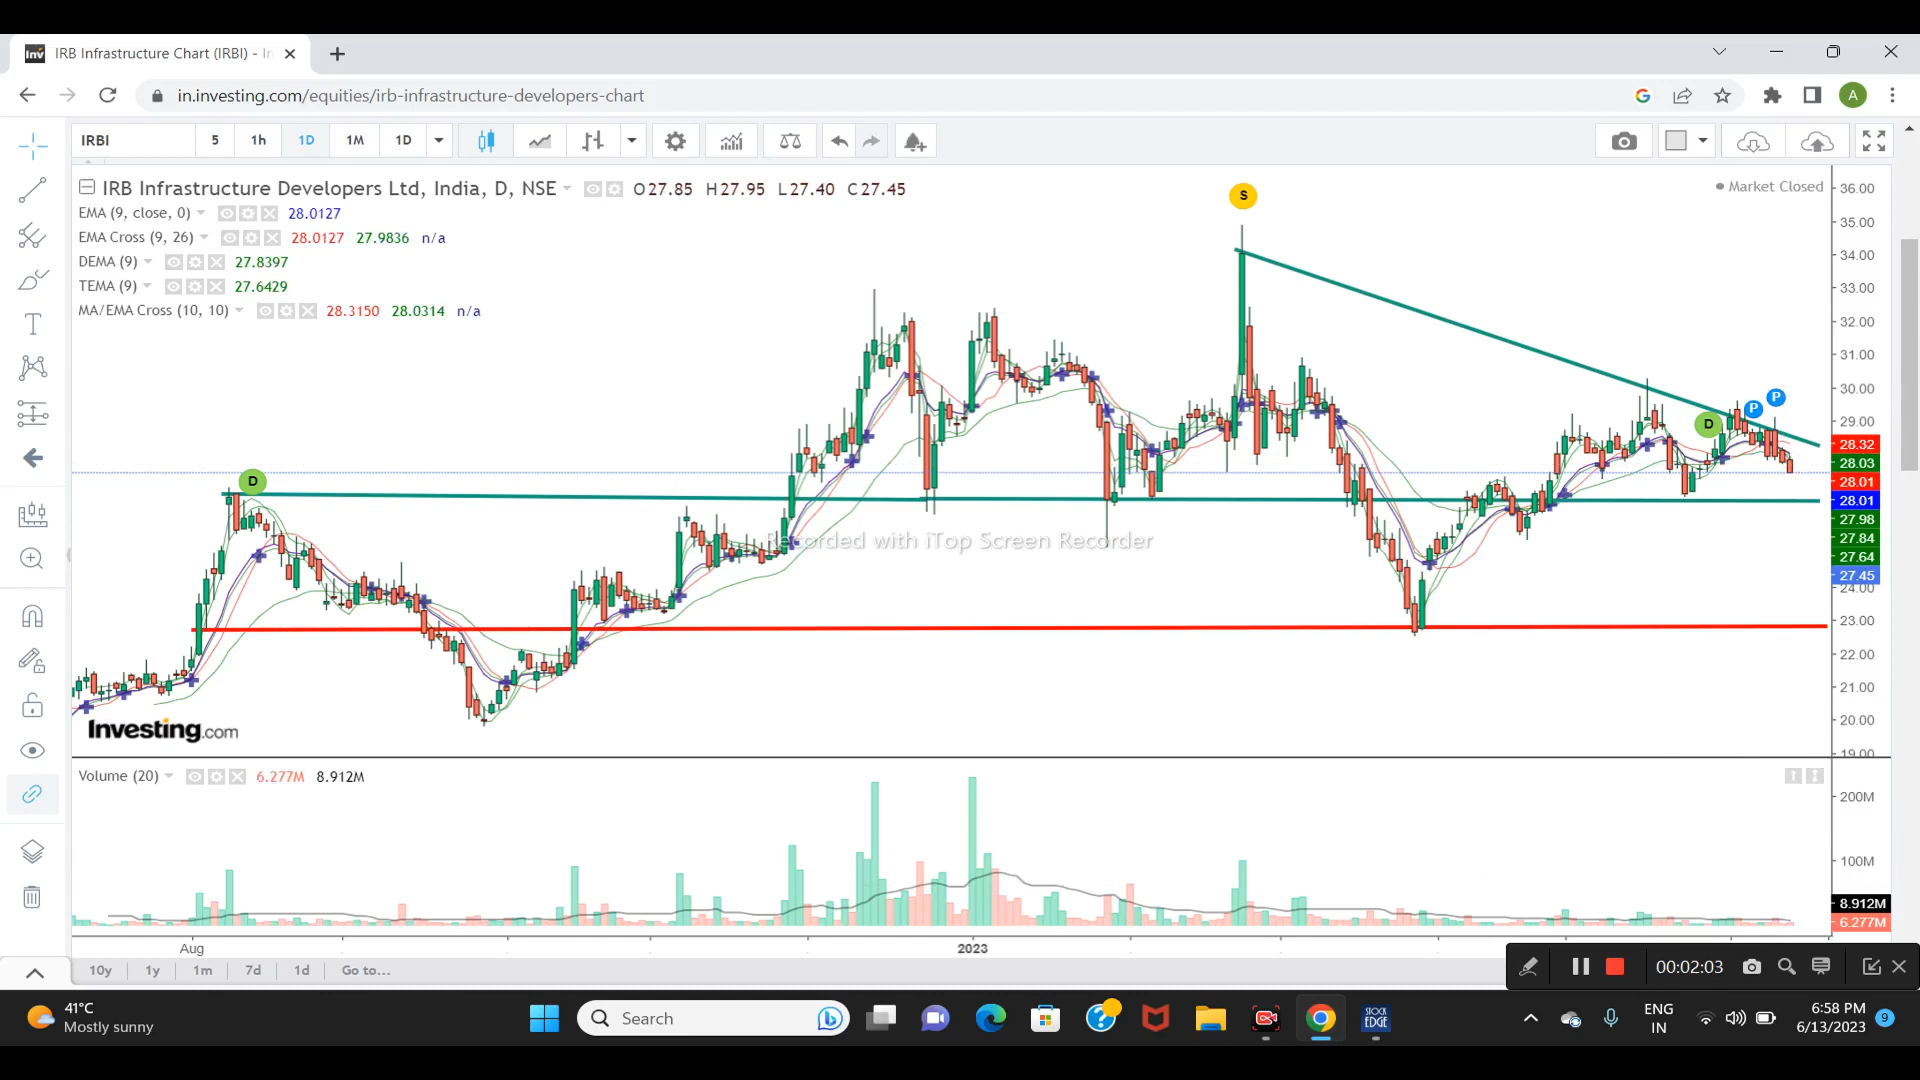 IRB Infrastructure Chart (IRBI) - In
in.investing.com/equities/irb-infrastructure-developers-chart
A
IRBI 5 1h 1D 1M 1D
IRB Infrastructure Developers Ltd, India, D, NSE O27.85 H27.95 L27.40 C27.45
Market Closed
EMA (9, close, 0) 28.0127
EMA Cross (9, 26) 28.0127 27.9836 n/a
DEMA (9) 27.8397
TEMA (9) 27.6429
MA/EMA Cross (10, 10) 28.3150 28.0314 n/a
S
D
D
P
P
36.00
35.00
34.00
33.00
32.00
31.00
30.00
29.00
28.32
28.03
28.01
28.01
27.98
27.84
27.64
27.45
24.00
23.00
22.00
21.00
20.00
19.00
Recorded with iTop Screen Recorder
Investing.com
Volume (20) 6.277M 8.912M
200M
100M
8.912M
6.277M
Aug 2023
10y 1y 1m 7d 1d Go to...
00:02:03
41°C
Mostly sunny
Search
STOCK
EDGE
ENG
IN
6:58 PM
6/13/2023
9